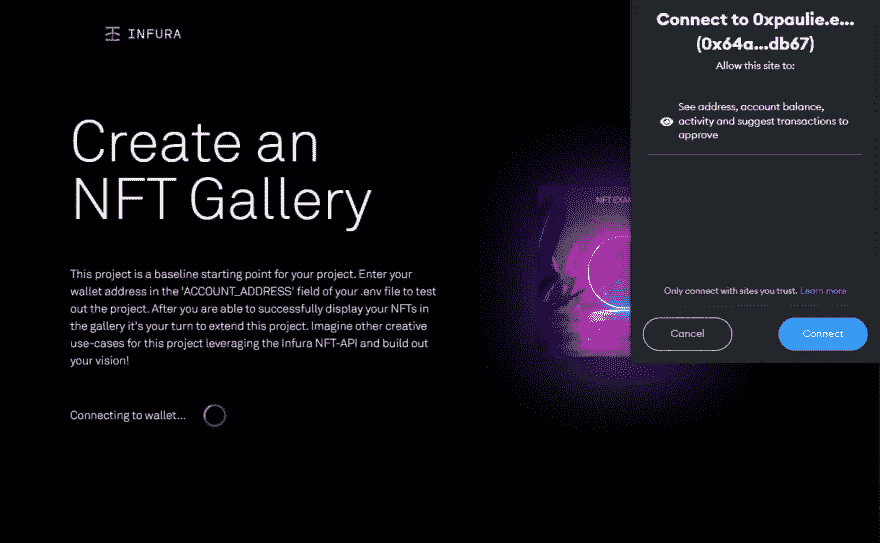 INFURA
Create an
NFT Gallery
This project is a baseline starting point for your project. Enter your
wallet address in the 'ACCOUNT_ADDRESS' field of your .env file to test
out the project. After you are able to successfully display your NFTs in
the gallery it's your turn to extend this project. Imagine other creative
use-cases for this project leveraging the Infura NFT-API and build out
your vision!
Connecting to wallet...
NFT EXA
Connect to 0xpaulie.e...
(0x64a...db67)
Allow this site to:
See address, account balance,
activity and suggest transactions to
approve
Only connect with sites you trust. Learn more
Cancel
Connect